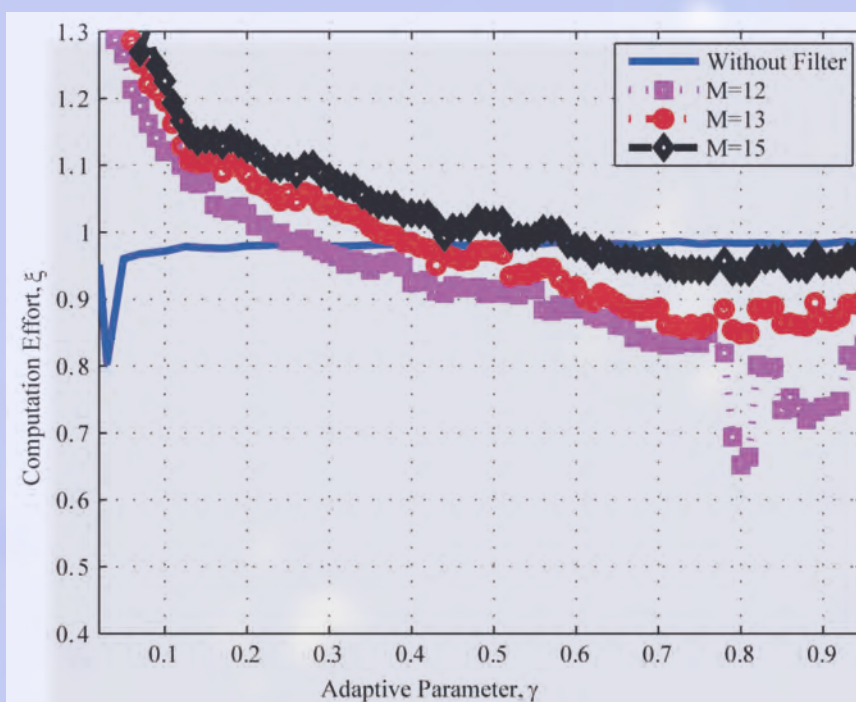 1.3
1.2
1.1
1
0.9
0.8
0.7
0.6
0.5
0.4
Computation Effort, ξ
Without Filter
M=12
M=13
M=15
0.1 0.2 0.3 0.4 0.5 0.6 0.7 0.8 0.9
Adaptive Parameter, γ